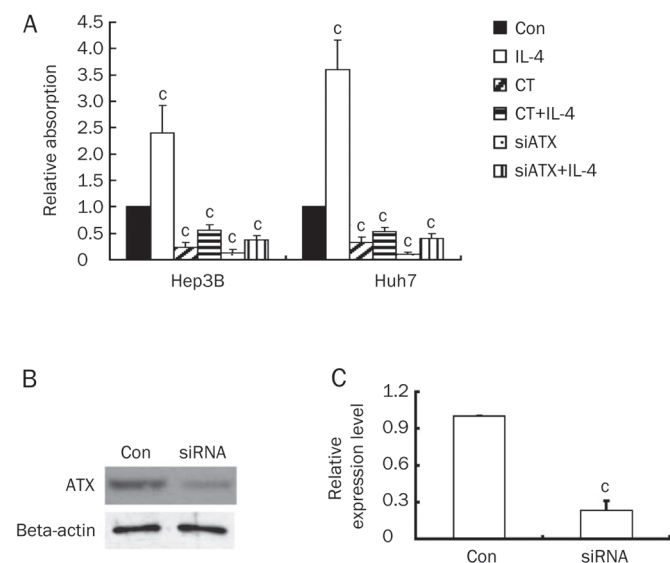 A
Relative absorption
4.5
4.0
3.5
3.0
2.5
2.0
1.5
1.0
0.5
0
c
c
c
c
c
c
c
c
c
c
Hep3B
Huh7
Con
IL-4
CT
CT+IL-4
siATX
siATX+IL-4
B
Con siRNA
ATX
Beta-actin
C
Relative
expression level
1.2
0.9
0.6
0.3
0
c
Con
siRNA